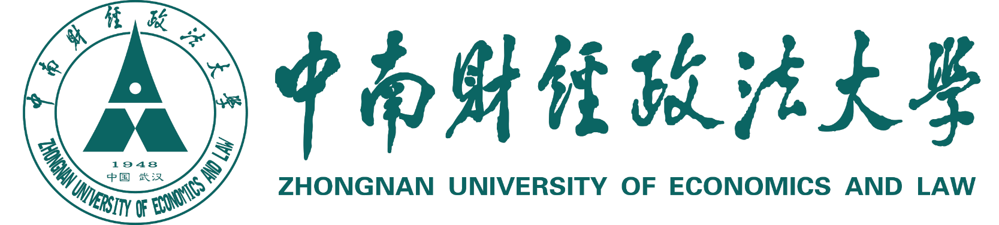 中南财经政法大学
1948
中国 武汉
ZHONGNAN UNIVERSITY OF ECONOMICS AND LAW
中南财经政法大學
ZHONGNAN UNIVERSITY OF ECONOMICS AND LAW